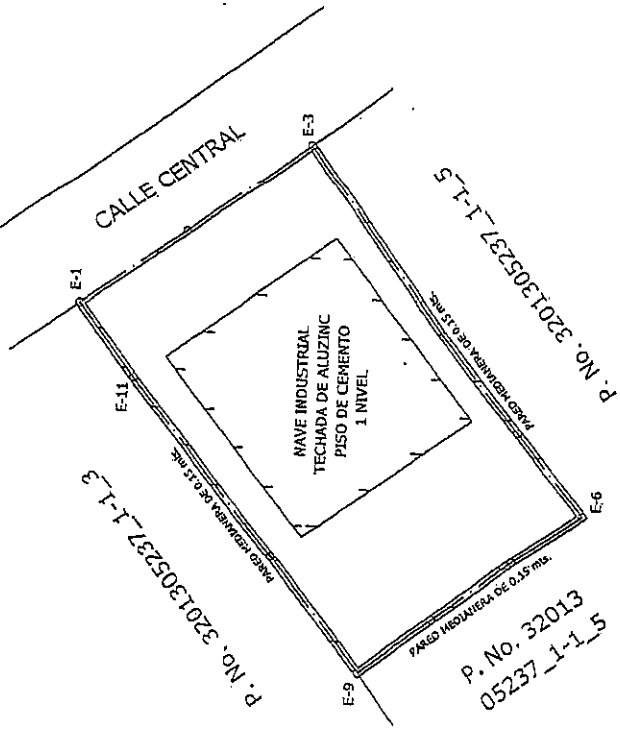 CALLE CENTRAL
E-1
E-3
E-11
P. No. 3201305237_1-1_3
PARED MEDIANERA DE 0.15 mts.
NAVE INDUSTRIAL
TECHADA DE ALUZINC
PISO DE CEMENTO
1 NIVEL
PARED MEDIANERA DE 0.15 mts.
P. No. 3201305237_1-1_5
E-9
E-6
PARED MEDIANERA DE 0.15 mts.
P. No. 32013
05237_1-1_5